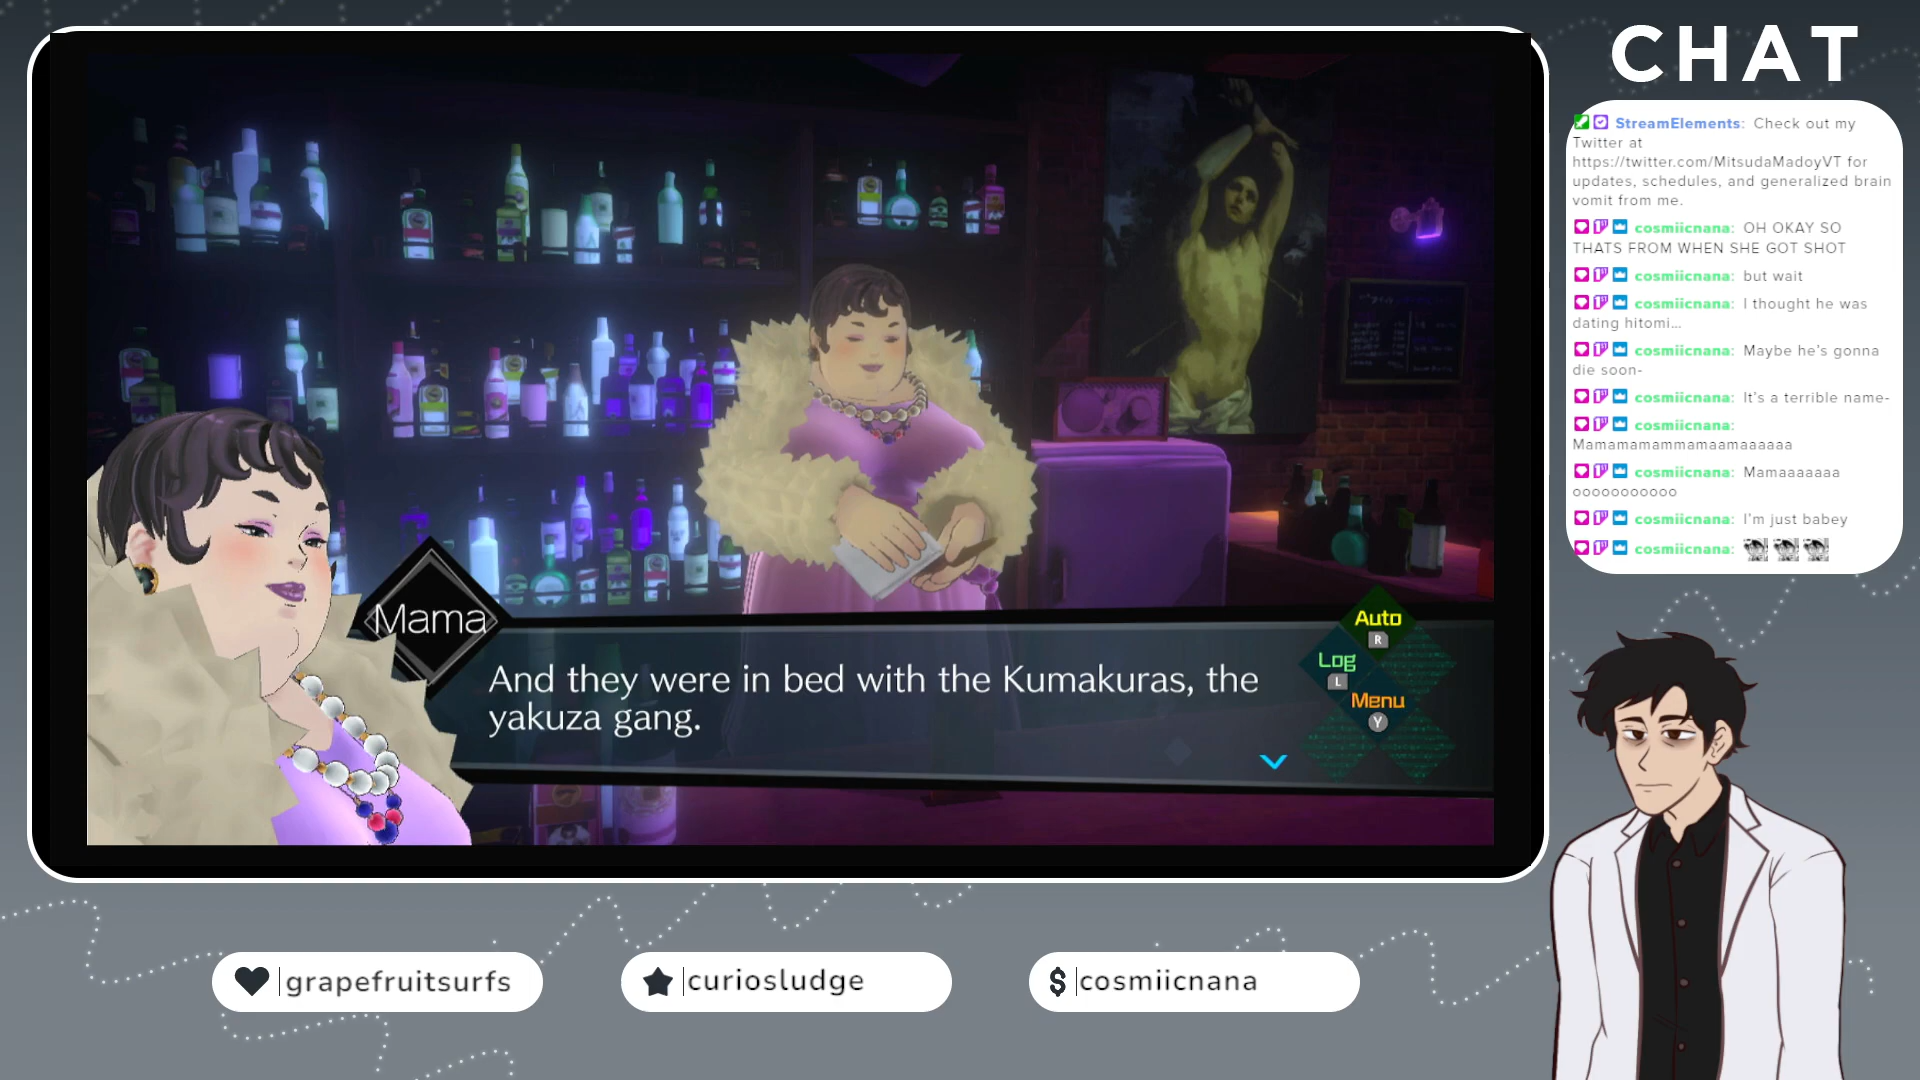 CHAT
StreamElements: Check out my
Twitter at
https://twitter.com/MitsudaMadoyVT for
updates, schedules, and generalized brain
vomit from me.
cosmiicnana: OH OKAY SO
THATS FROM WHEN SHE GOT SHOT
cosmiicnana: but wait
cosmiicnana: I thought he was
dating hitomi...
cosmiicnana: Maybe he's gonna
die soon-
cosmiicnana: It's a terrible name-
cosmiicnana:
Mamamamammamaamaaaaaa
cosmiicnana: Mamaaaaaaa
ooooooooooo
cosmiicnana: I'm just babey
cosmiicnana:
Mama
And they were in bed with the Kumakuras, the
yakuza gang.
Auto
R
Log
L
Menu
Y
grapefruitsurfs
curiosludge
$ cosmiicnana